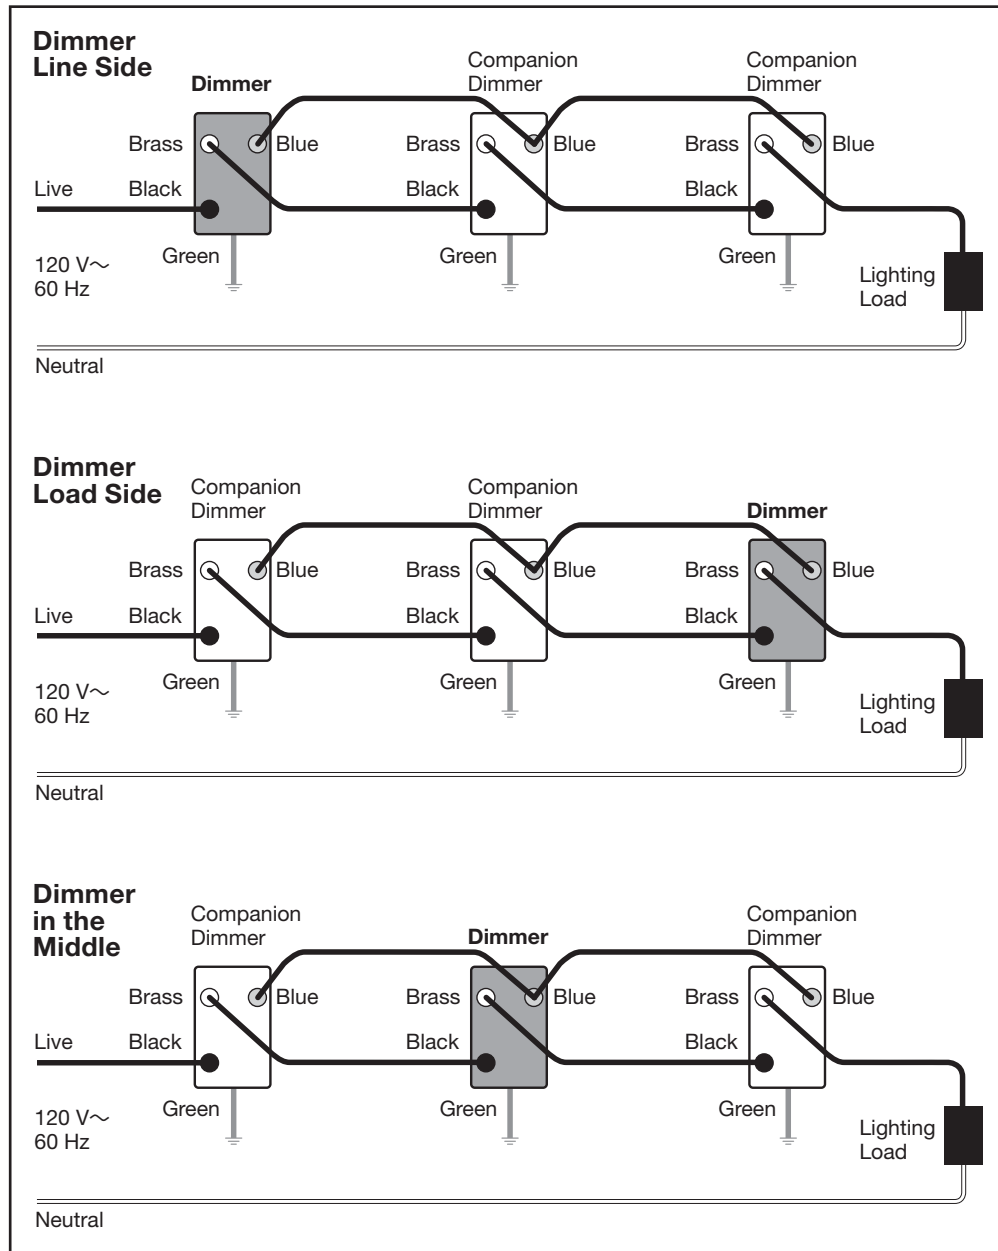 Dimmer
Line Side
Dimmer
Companion
Dimmer
Companion
Dimmer
Brass
Blue
Brass
Blue
Brass
Blue
Live
Black
Black
Black
120 V~
60 Hz
Green
Green
Green
Lighting
Load
Neutral
Dimmer
Load Side
Companion
Dimmer
Companion
Dimmer
Dimmer
Brass
Blue
Brass
Blue
Brass
Blue
Live
Black
Black
Black
120 V~
60 Hz
Green
Green
Green
Lighting
Load
Neutral
Dimmer
in the
Middle
Companion
Dimmer
Dimmer
Companion
Dimmer
Brass
Blue
Brass
Blue
Brass
Blue
Live
Black
Black
Black
120 V~
60 Hz
Green
Green
Green
Lighting
Load
Neutral